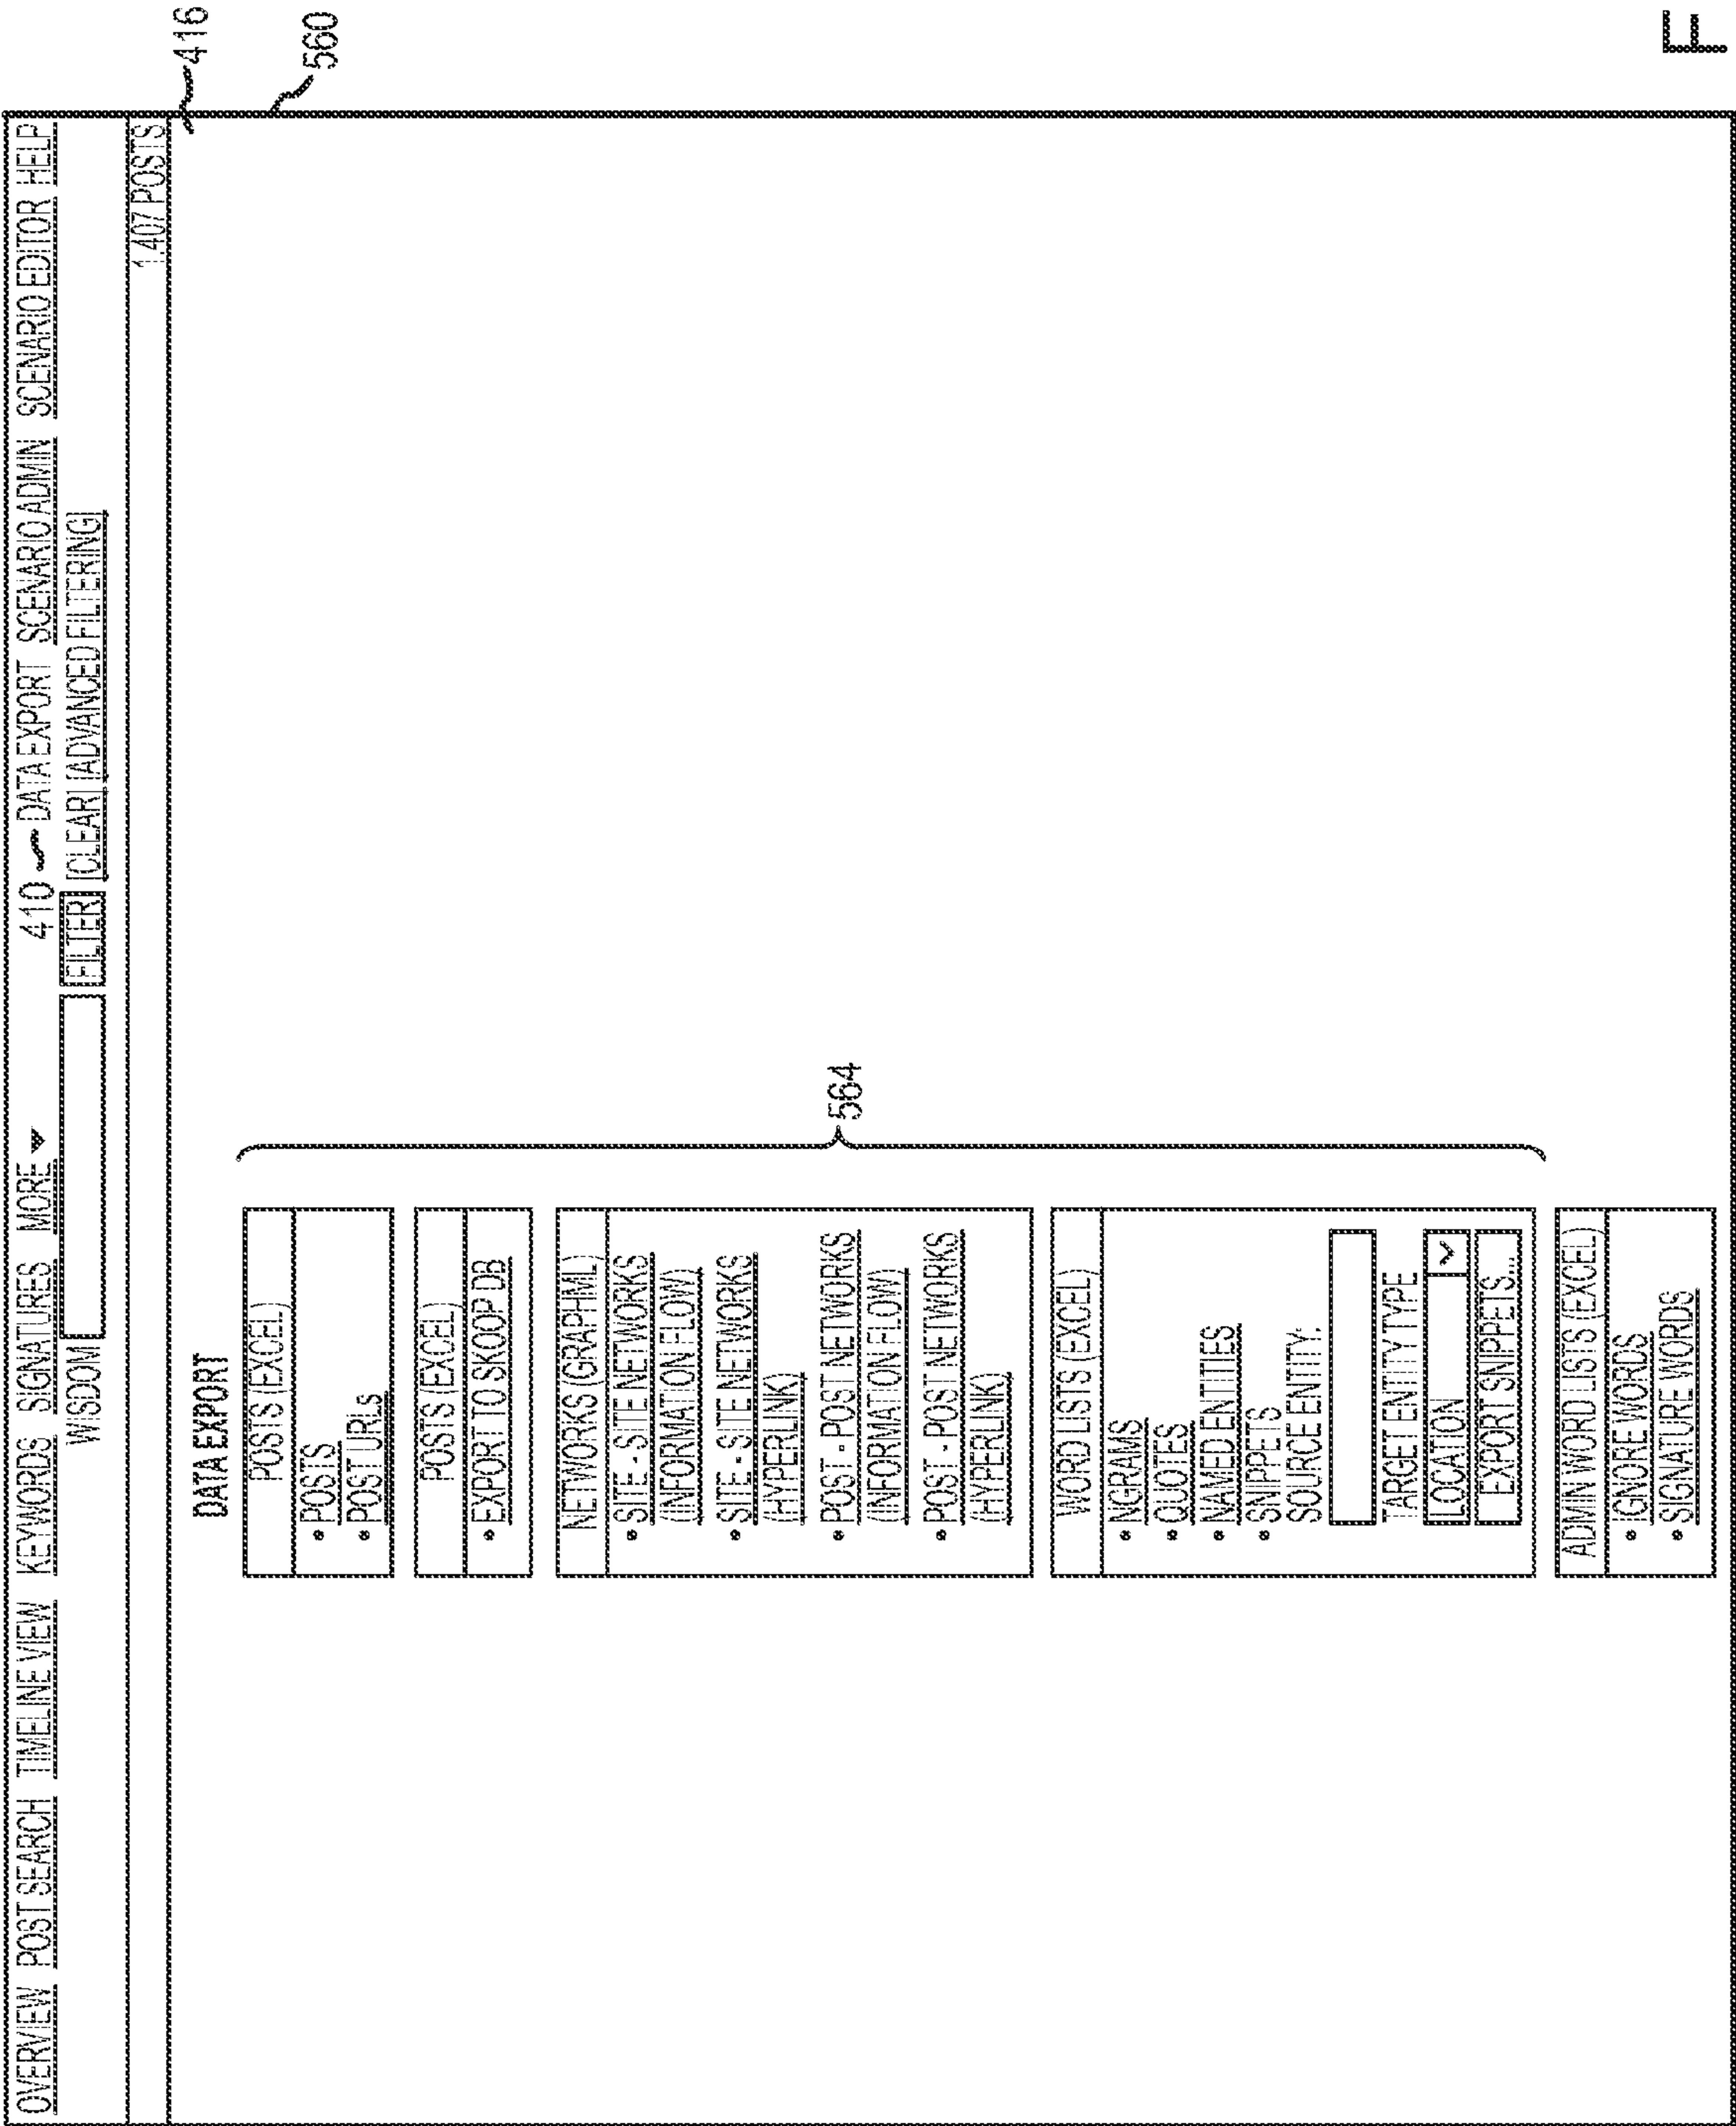 OVERVIEW POST SEARCH TIMELINE VIEW KEYWORDS SIGNATURES MORE 410 DATA EXPORT SCENARIO ADMIN SCENARIO EDITOR HELP
WISDOM FILTER [CLEAR] [ADVANCED FILTERING]
1.407 POSTS
416
560
DATA EXPORT
POSTS (EXCEL)
• POSTS
• POST URLs
POSTS (EXCEL)
• EXPORT TO SKOOP DB
NETWORKS (GRAPHML)
• SITE - SITE NETWORKS
(INFORMATION FLOW)
• SITE - SITE NETWORKS
(HYPERLINK)
• POST - POST NETWORKS
(INFORMATION FLOW)
• POST - POST NETWORKS
(HYPERLINK)
564
WORD LISTS (EXCEL)
• NGRAMS
• QUOTES
• NAMED ENTITIES
• SNIPPETS
SOURCE ENTITY:
TARGET ENTITY TYPE
LOCATION
EXPORT SNIPPETS...
ADMIN WORD LISTS (EXCEL)
• IGNORE WORDS
• SIGNATURE WORDS
F